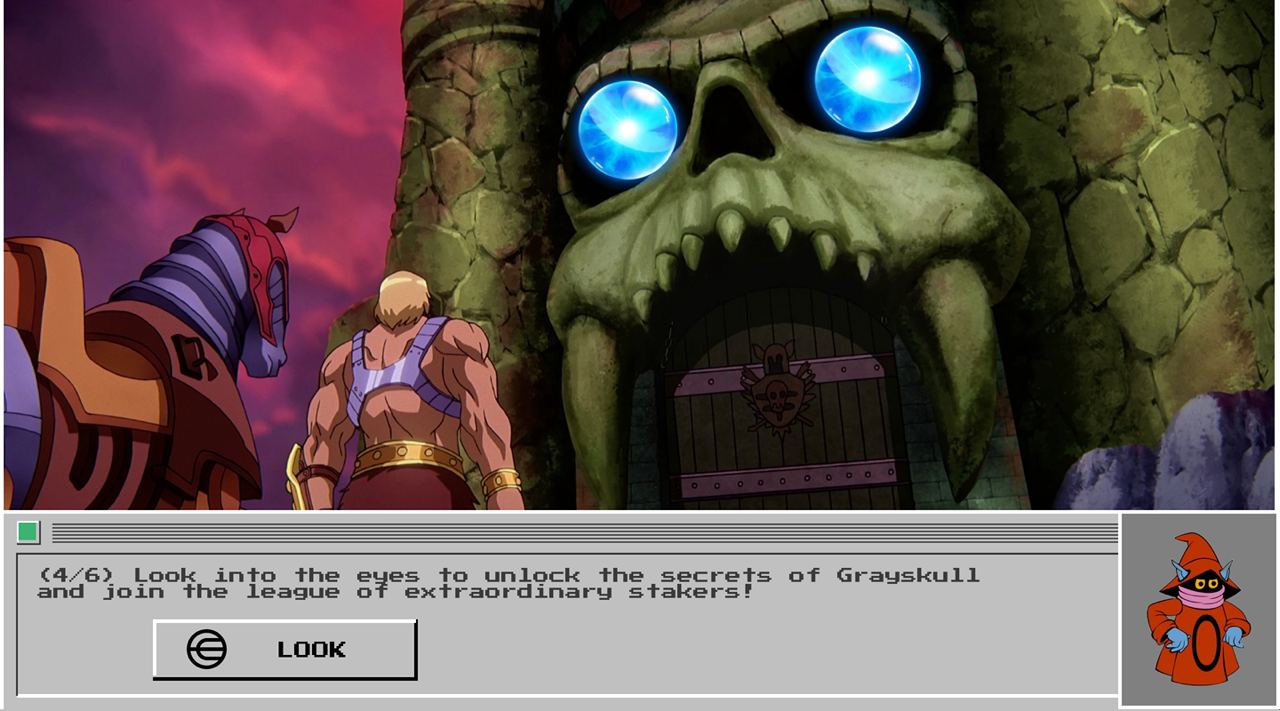 (4/6) Look into the eyes to unlock the secrets of Grayskull
and join the league of extraordinary stakers!
LOOK